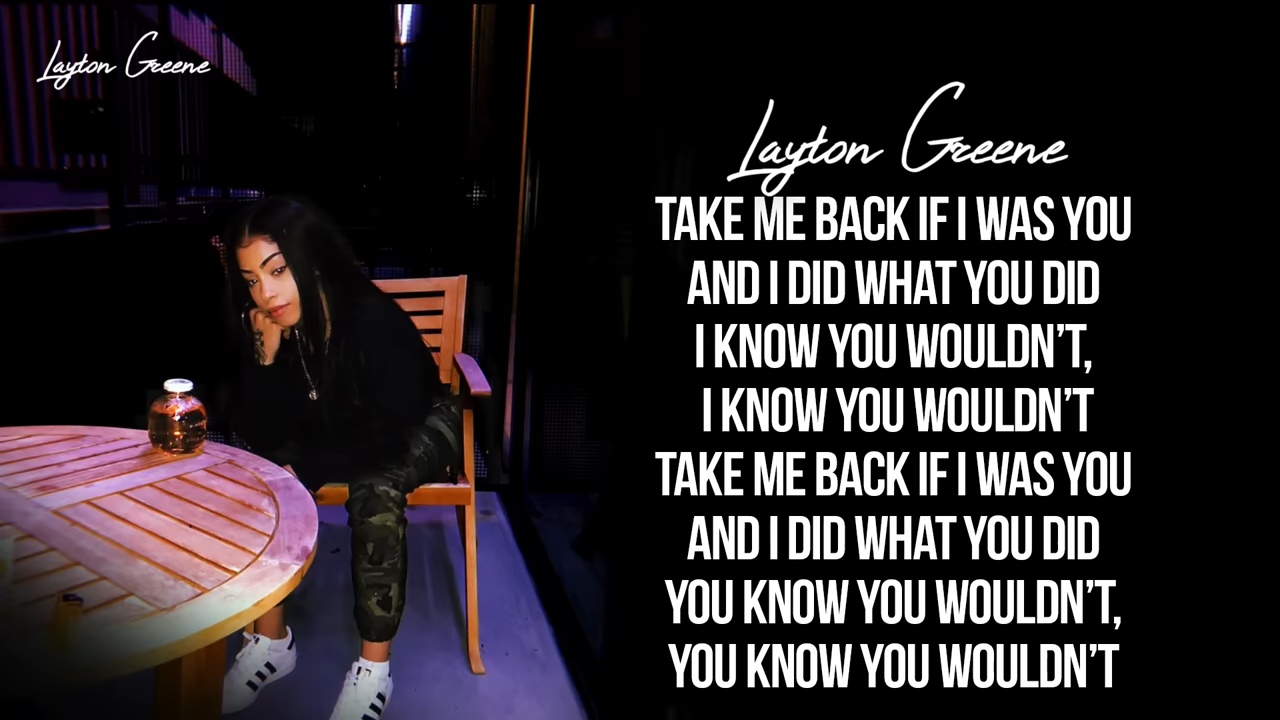 Layton Greene
Layton Greene
TAKE ME BACK IF I WAS YOU
AND I DID WHAT YOU DID
I KNOW YOU WOULDN'T,
I KNOW YOU WOULDN'T
TAKE ME BACK IF I WAS YOU
AND I DID WHAT YOU DID
YOU KNOW YOU WOULDN'T,
YOU KNOW YOU WOULDN'T